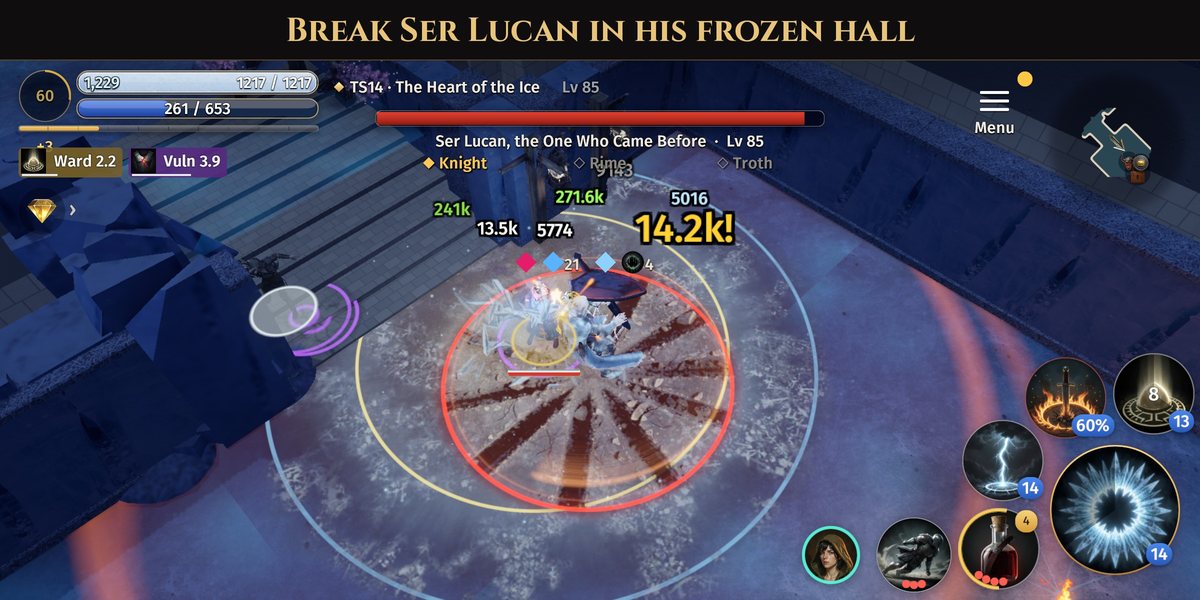 BREAK SER LUCAN IN HIS FROZEN HALL
60
1,229 1217 / 1217
261 / 653
+3
Ward 2.2 Vuln 3.9
TS14 · The Heart of the Ice Lv 85
Ser Lucan, the One Who Came Before · Lv 85
Knight Rime Troth
9143
241k
271.6k
5016
13.5k
5774
14.2k!
21
4
Menu
60%
8
13
14
4
14